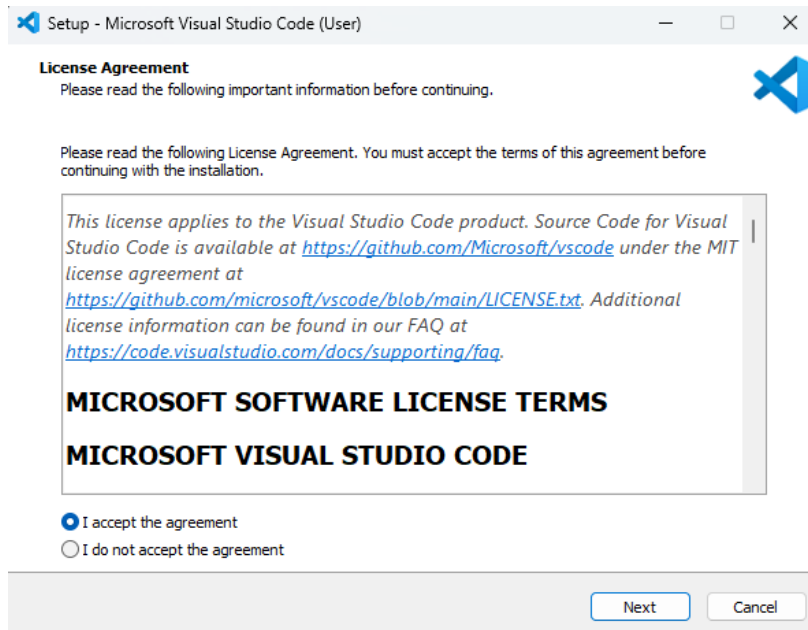 Setup - Microsoft Visual Studio Code (User)
License Agreement
Please read the following important information before continuing.
Please read the following License Agreement. You must accept the terms of this agreement before
continuing with the installation.
This license applies to the Visual Studio Code product. Source Code for Visual
Studio Code is available at https://github.com/Microsoft/vscode under the MIT
license agreement at
https://github.com/microsoft/vscode/blob/main/LICENSE.txt. Additional
license information can be found in our FAQ at
https://code.visualstudio.com/docs/supporting/faq.
MICROSOFT SOFTWARE LICENSE TERMS
MICROSOFT VISUAL STUDIO CODE
I accept the agreement
I do not accept the agreement
Next Cancel